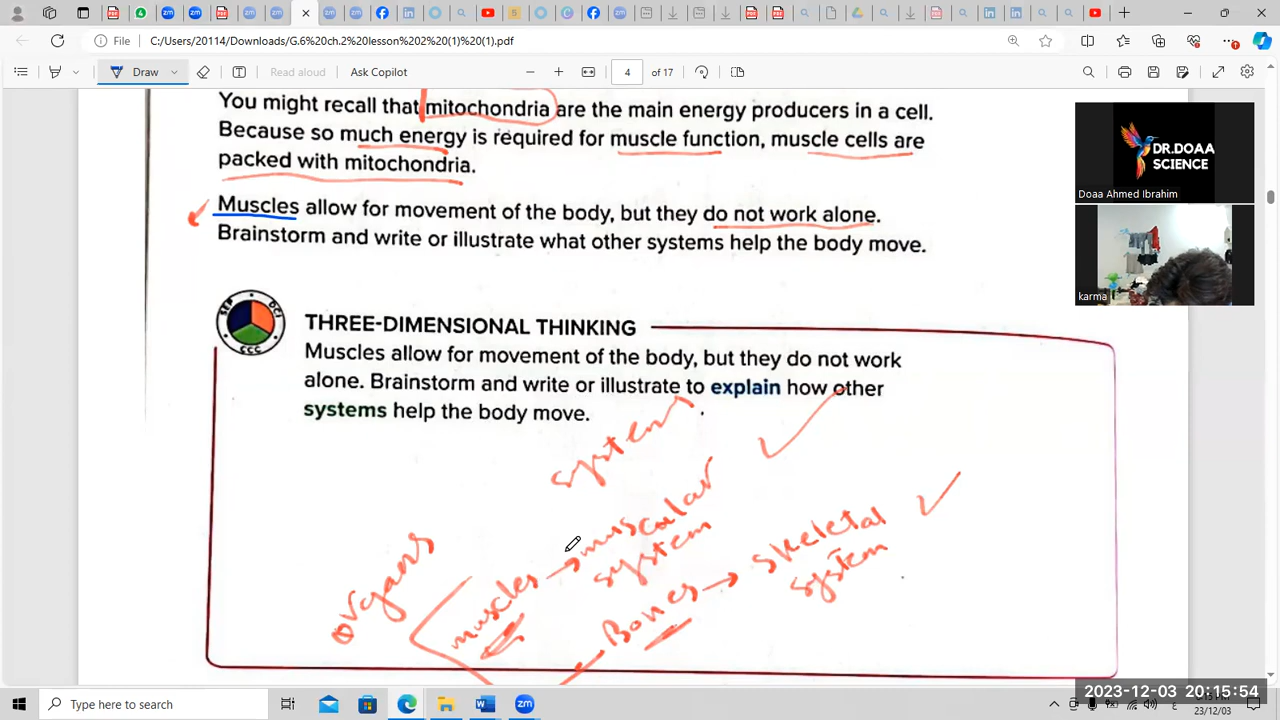 File
C:/Users/20114/Downloads/G.6%20ch.2%20lesson%202%20(1)%20(1).pdf
Draw
Read aloud
Ask Copilot
4 of 17
You might recall that mitochondria are the main energy producers in a cell.
Because so much energy is required for muscle function, muscle cells are
packed with mitochondria.
Muscles allow for movement of the body, but they do not work alone.
Brainstorm and write or illustrate what other systems help the body move.
SEP DCI CCC
THREE-DIMENSIONAL THINKING
Muscles allow for movement of the body, but they do not work
alone. Brainstorm and write or illustrate to explain how other
systems help the body move.
systems
organs
muscles → muscular
system
Bones → skeletal
system
DR.DOAA
SCIENCE
Doaa Ahmed Ibrahim
karma
Type here to search
2023-12-03 20:15:54
23/12/03